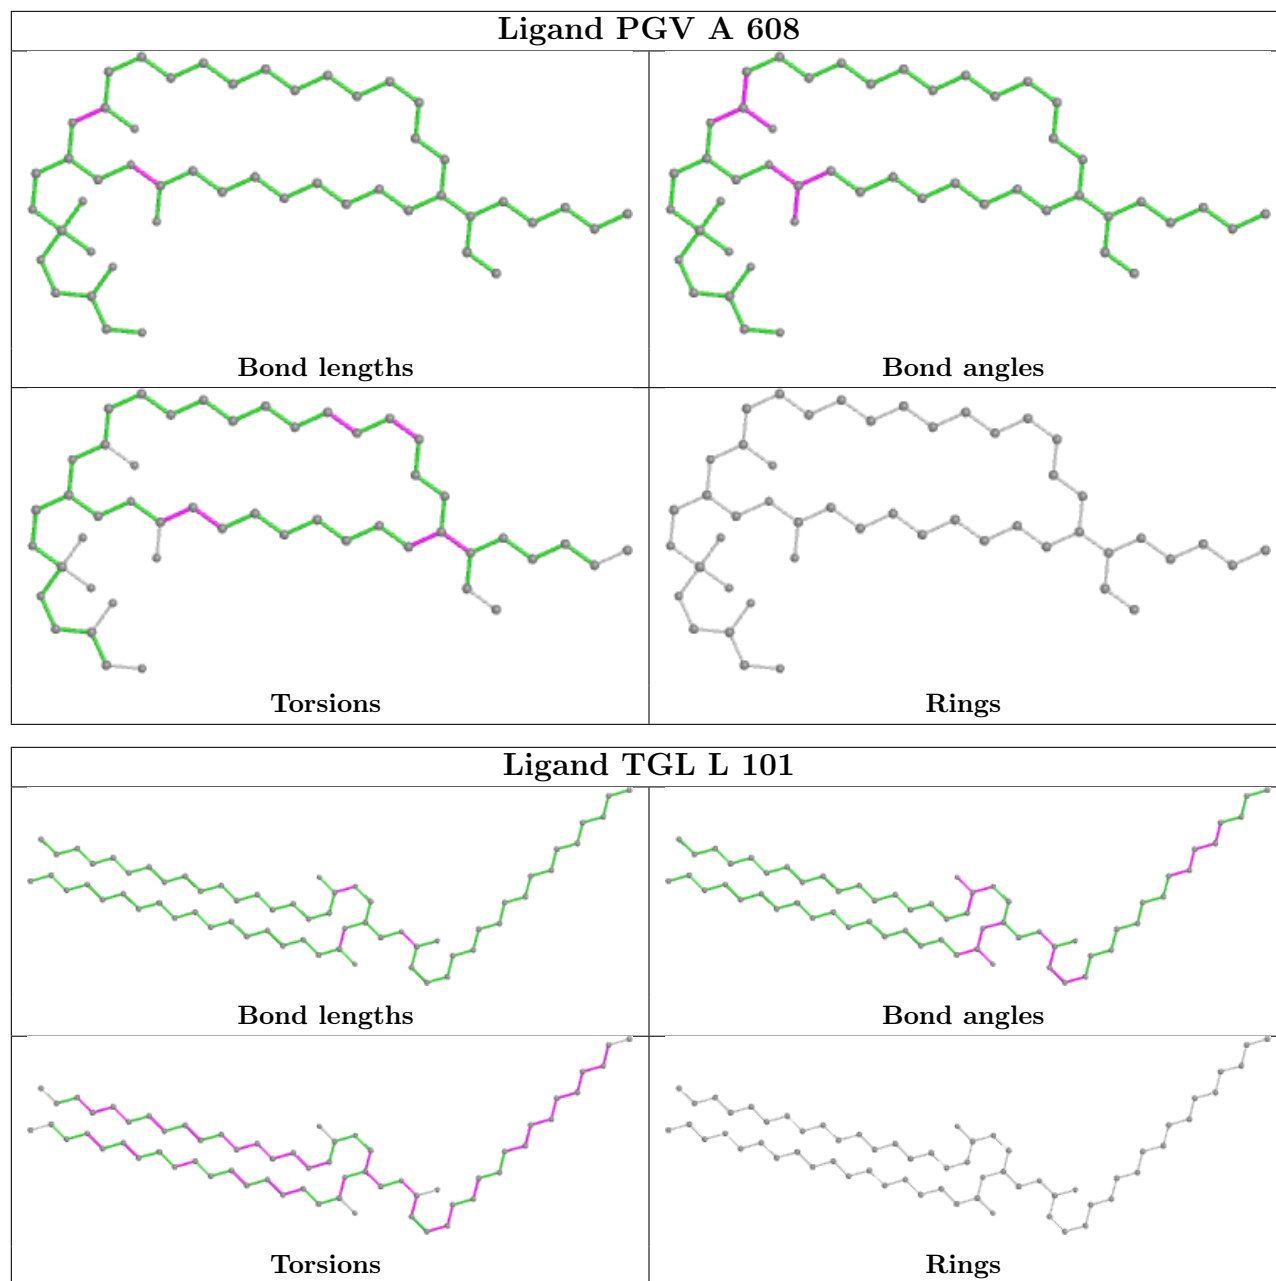 Ligand PGV A 608
Bond lengths
Bond angles
Torsions
Rings
Ligand TGL L 101
Bond lengths
Bond angles
Torsions
Rings